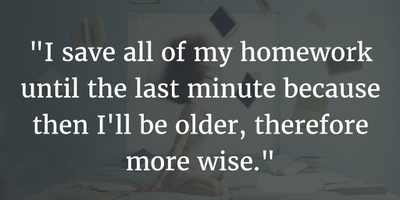 "I save all of my homework
until the last minute because
then I'll be older, therefore
more wise."